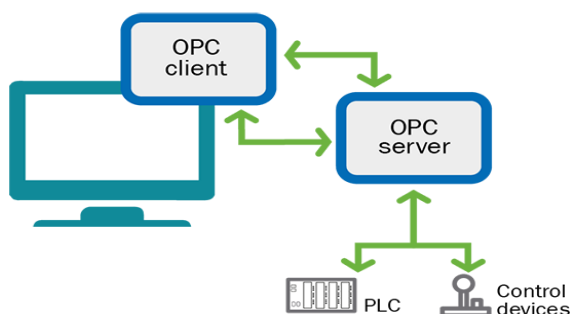 OPC
client
OPC
server
PLC
Control
devices